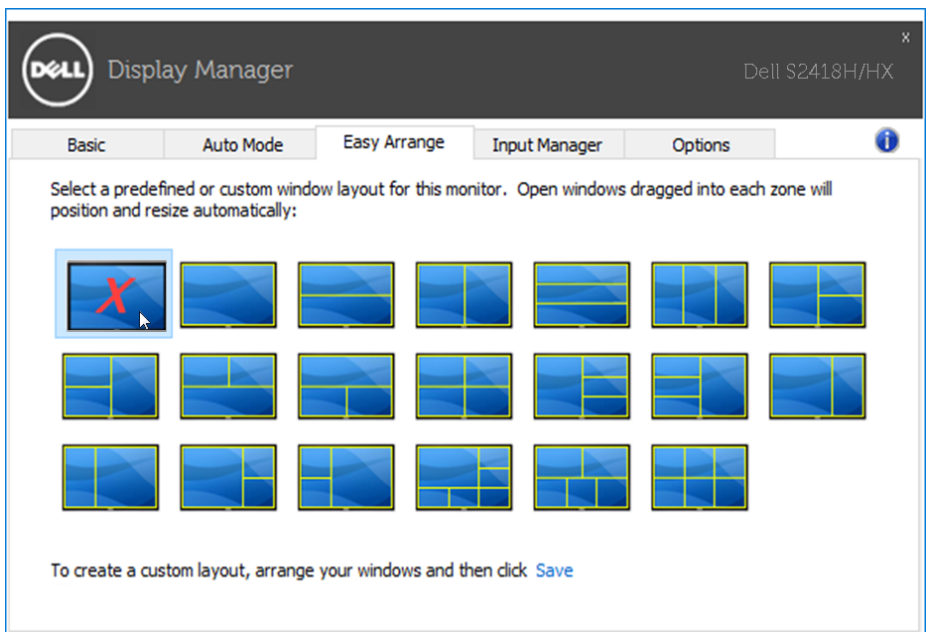 x
DELL Display Manager
Dell S2418H/HX
Basic Auto Mode Easy Arrange Input Manager Options i
Select a predefined or custom window layout for this monitor. Open windows dragged into each zone will
position and resize automatically:
X
To create a custom layout, arrange your windows and then click Save